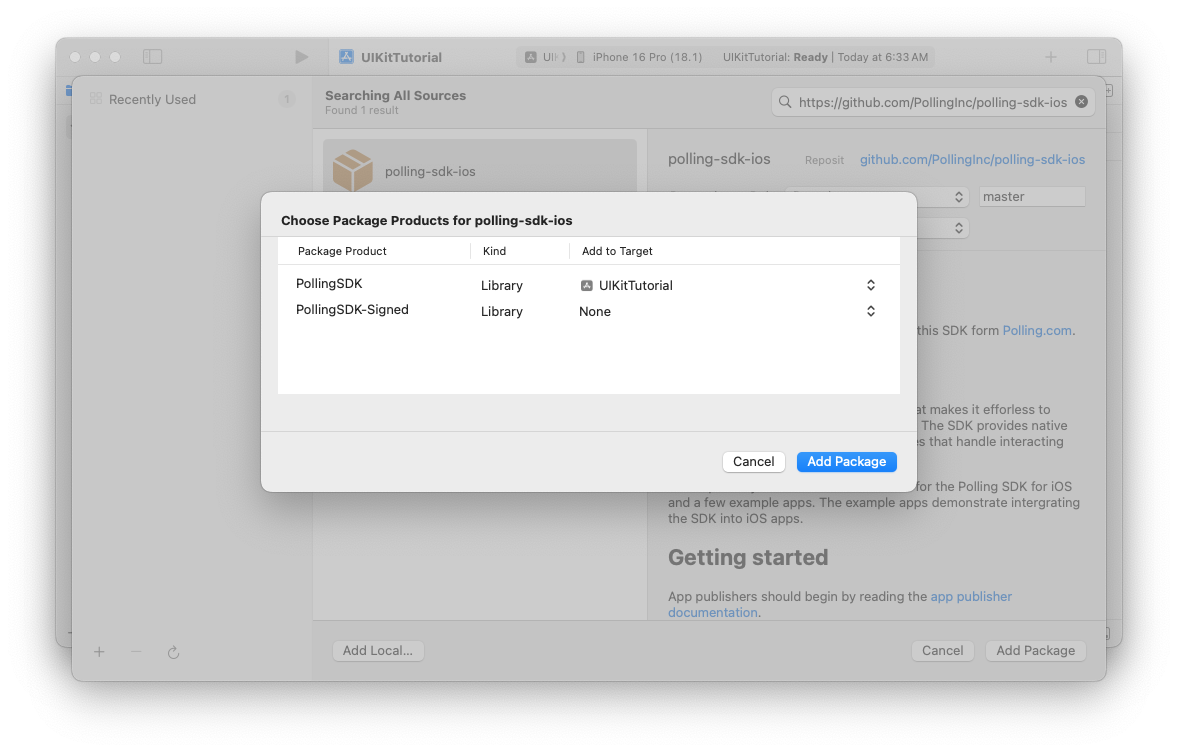 UIKitTutorial
iPhone 16 Pro (18.1)
UIKitTutorial: Ready | Today at 6:33 AM
Recently Used
1
Searching All Sources
Found 1 result
https://github.com/PollingInc/polling-sdk-ios
polling-sdk-ios
polling-sdk-ios
Reposit
github.com/PollingInc/polling-sdk-ios
master
Choose Package Products for polling-sdk-ios
Package Product Kind Add to Target
PollingSDK Library UIKitTutorial
PollingSDK-Signed Library None
Cancel Add Package
this SDK form Polling.com.
makes it efforless to
The SDK provides native
that handle interacting
for the Polling SDK for iOS
and a few example apps. The example apps demonstrate intergrating
the SDK into iOS apps.
Getting started
App publishers should begin by reading the app publisher
documentation.
Add Local...
Cancel Add Package